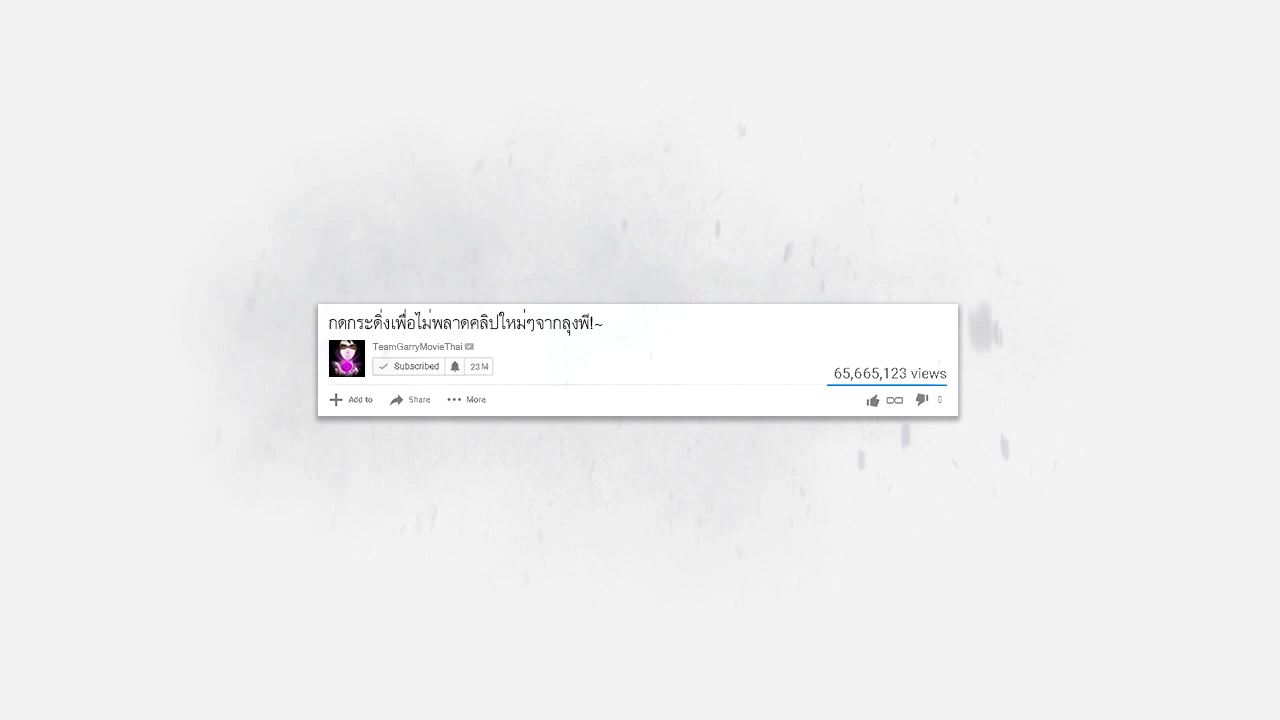 กดกระดิ่งเพื่อไม่พลาดคลิปใหม่ๆจากลุงพี!~
TeamGarryMovieThai
Subscribed 23 M
65,665,123 views
Add to Share More 0